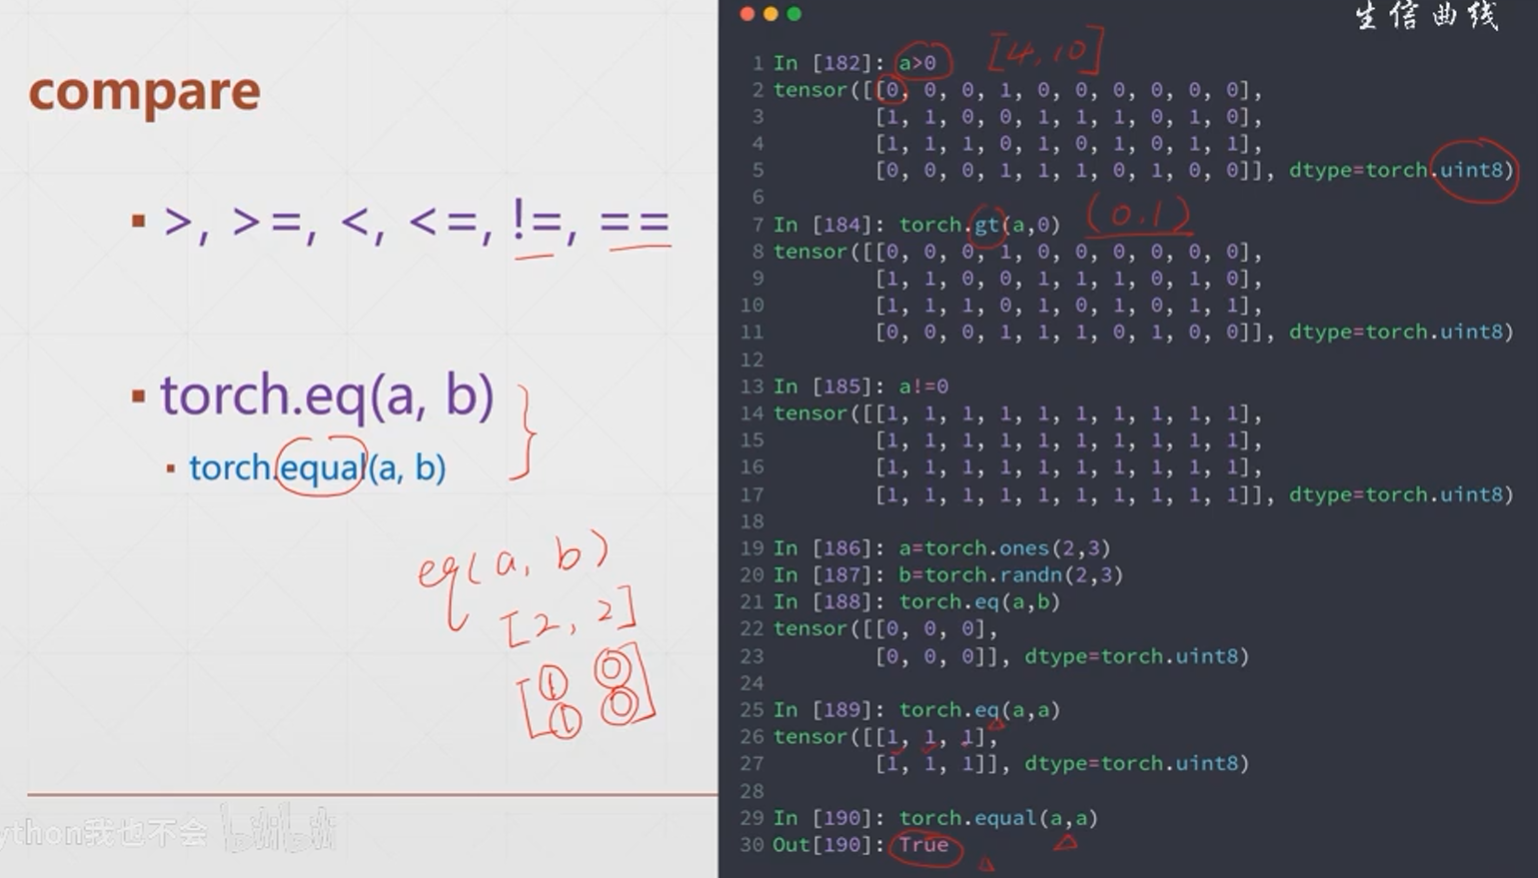 compare
▪ >, >=, <, <=, !=, ==
▪ torch.eq(a, b)
▪ torch.equal(a, b)
eq(a, b)
[2, 2]
[1 0
1 0]
ython我也不会 bilibili
生信曲线
[4,10]
(0.1)
1 In [182]: a>0
2 tensor([[0, 0, 0, 1, 0, 0, 0, 0, 0, 0],
3 [1, 1, 0, 0, 1, 1, 1, 0, 1, 0],
4 [1, 1, 1, 0, 1, 0, 1, 0, 1, 1],
5 [0, 0, 0, 1, 1, 1, 0, 1, 0, 0]], dtype=torch.uint8)
6
7 In [184]: torch.gt(a,0)
8 tensor([[0, 0, 0, 1, 0, 0, 0, 0, 0, 0],
9 [1, 1, 0, 0, 1, 1, 1, 0, 1, 0],
10 [1, 1, 1, 0, 1, 0, 1, 0, 1, 1],
11 [0, 0, 0, 1, 1, 1, 0, 1, 0, 0]], dtype=torch.uint8)
12
13 In [185]: a!=0
14 tensor([[1, 1, 1, 1, 1, 1, 1, 1, 1, 1],
15 [1, 1, 1, 1, 1, 1, 1, 1, 1, 1],
16 [1, 1, 1, 1, 1, 1, 1, 1, 1, 1],
17 [1, 1, 1, 1, 1, 1, 1, 1, 1, 1]], dtype=torch.uint8)
18
19 In [186]: a=torch.ones(2,3)
20 In [187]: b=torch.randn(2,3)
21 In [188]: torch.eq(a,b)
22 tensor([[0, 0, 0],
23 [0, 0, 0]], dtype=torch.uint8)
24
25 In [189]: torch.eq(a,a)
26 tensor([[1, 1, 1],
27 [1, 1, 1]], dtype=torch.uint8)
28
29 In [190]: torch.equal(a,a)
30 Out[190]: True